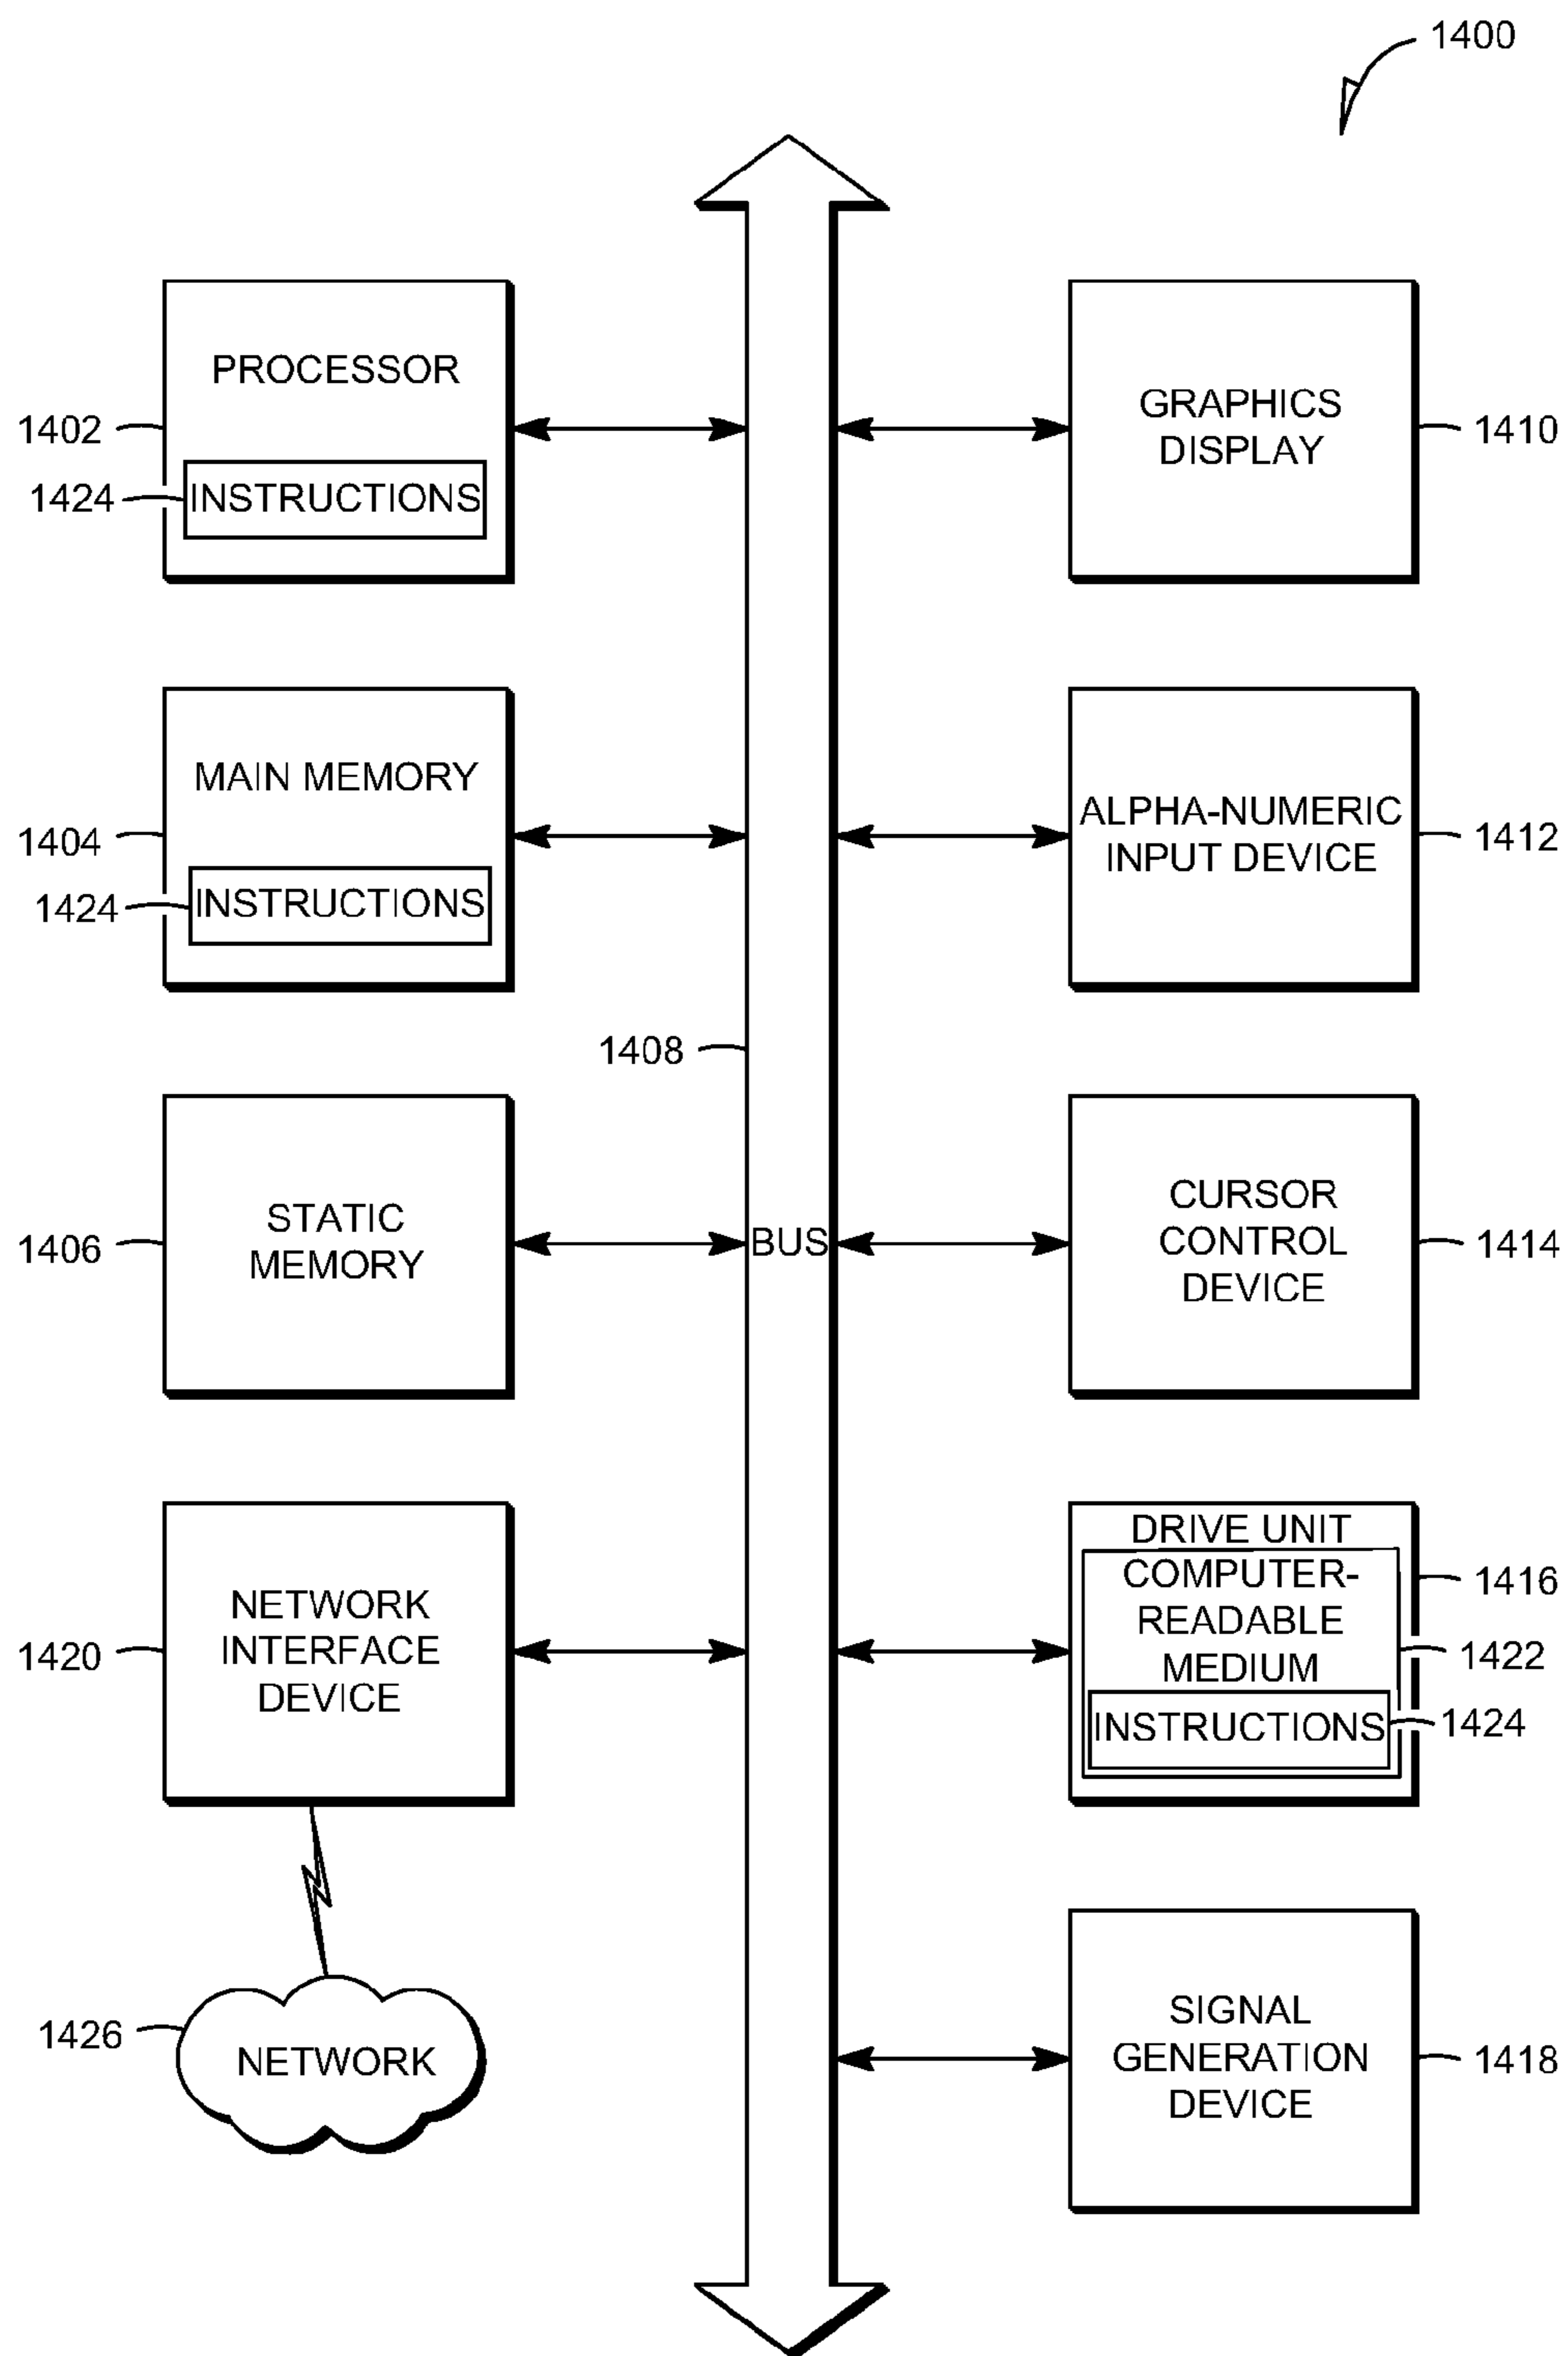 1400
PROCESSOR
1402
1424
INSTRUCTIONS
GRAPHICS
DISPLAY
1410
MAIN MEMORY
1404
1424
INSTRUCTIONS
ALPHA-NUMERIC
INPUT DEVICE
1412
1408
STATIC
MEMORY
1406
BUS
CURSOR
CONTROL
DEVICE
1414
NETWORK
INTERFACE
DEVICE
1420
DRIVE UNIT
COMPUTER-
READABLE
MEDIUM
INSTRUCTIONS
1416
1422
1424
1426
NETWORK
SIGNAL
GENERATION
DEVICE
1418